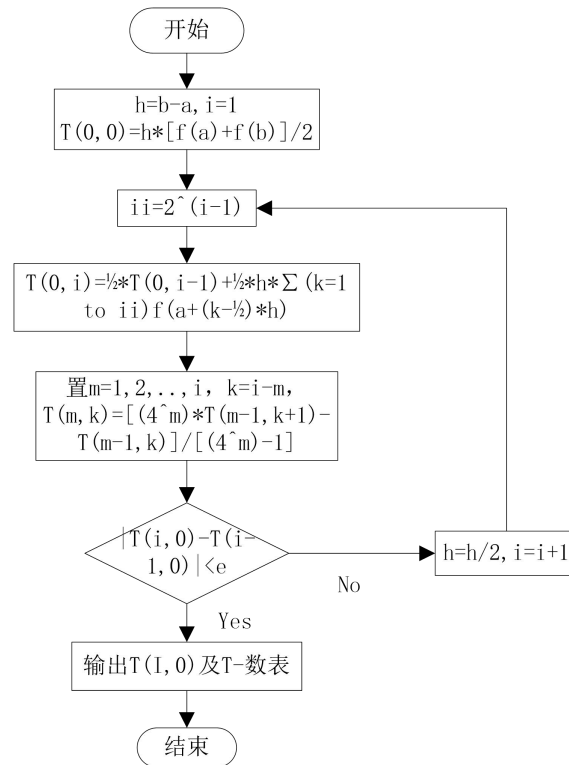 开始
h=b-a,i=1
T(0,0)=h*[f(a)+f(b)]/2
ii=2^(i-1)
T(0,i)=½*T(0,i-1)+½*h*∑(k=1
to ii)f(a+(k-½)*h)
置m=1,2,..,i, k=i-m,
T(m,k)=[(4^m)*T(m-1,k+1)-
T(m-1,k)]/[(4^m)-1]
|T(i,0)-T(i-
1,0)|<e
h=h/2,i=i+1
No
Yes
输出T(I,0)及T-数表
结束